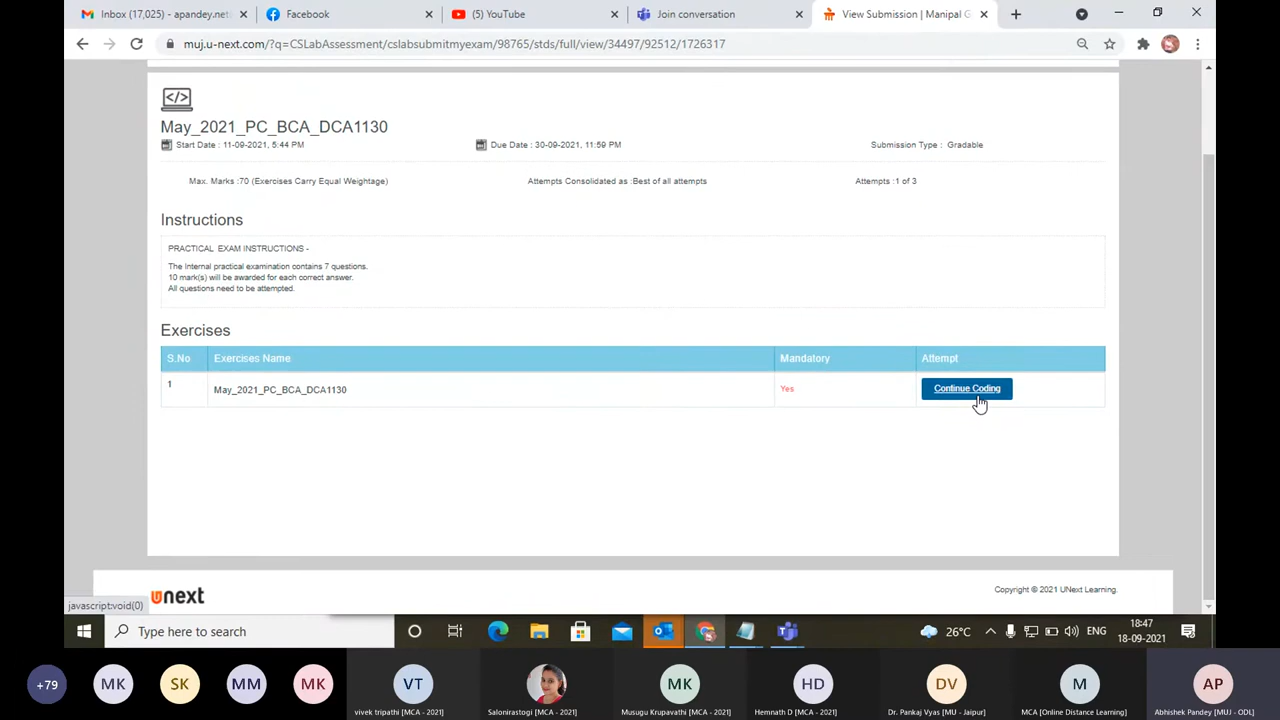 Inbox (17,025) - apandey.net
Facebook
(5) YouTube
Join conversation
View Submission | Manipal G
muj.u-next.com/?q=CSLabAssessment/cslabsubmitmyexam/98765/stds/full/view/34497/92512/1726317
</>
May_2021_PC_BCA_DCA1130
Start Date : 11-09-2021, 5:44 PM
Due Date : 30-09-2021, 11:59 PM
Submission Type : Gradable
Max. Marks :70 (Exercises Carry Equal Weightage)
Attempts Consolidated as :Best of all attempts
Attempts :1 of 3
Instructions
PRACTICAL EXAM INSTRUCTIONS -
The Internal practical examination contains 7 questions.
10 mark(s) will be awarded for each correct answer.
All questions need to be attempted.
Exercises
S.No
Exercises Name
Mandatory
Attempt
1
May_2021_PC_BCA_DCA1130
Yes
Continue Coding
unext
Copyright © 2021 UNext Learning.
javascript:void(0)
Type here to search
26°C
ENG
18:47
18-09-2021
+79
MK
SK
MM
MK
VT
MK
HD
DV
M
AP
vivek tripathi [MCA - 2021]
Salonirastogi [MCA - 2021]
Musugu Krupavathi [MCA - 2021]
Hemnath D [MCA - 2021]
Dr. Pankaj Vyas [MU - Jaipur]
MCA [Online Distance Learning]
Abhishek Pandey [MUJ - ODL]